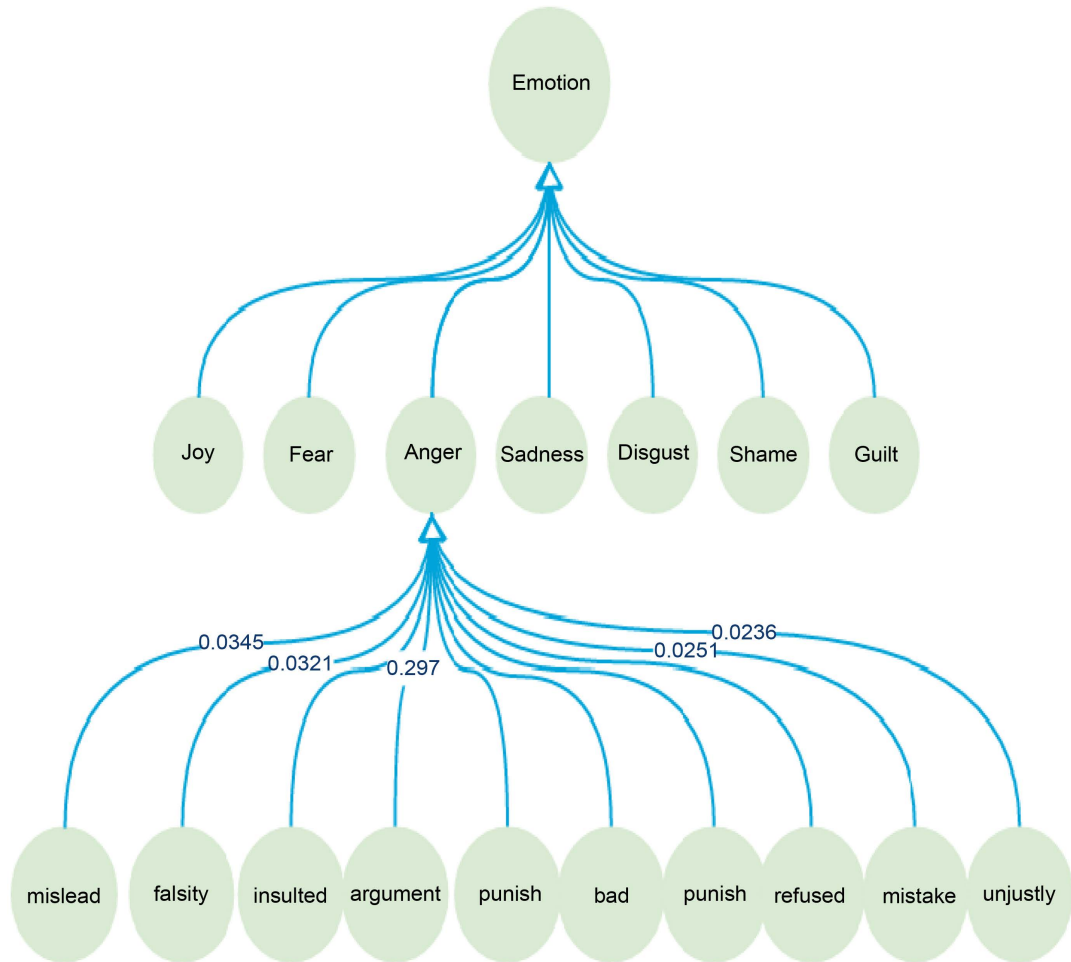 Emotion
Joy
Fear
Anger
Sadness
Disgust
Shame
Guilt
0.0345
0.0321
0.297
0.0251
0.0236
mislead
falsity
insulted
argument
punish
bad
punish
refused
mistake
unjustly